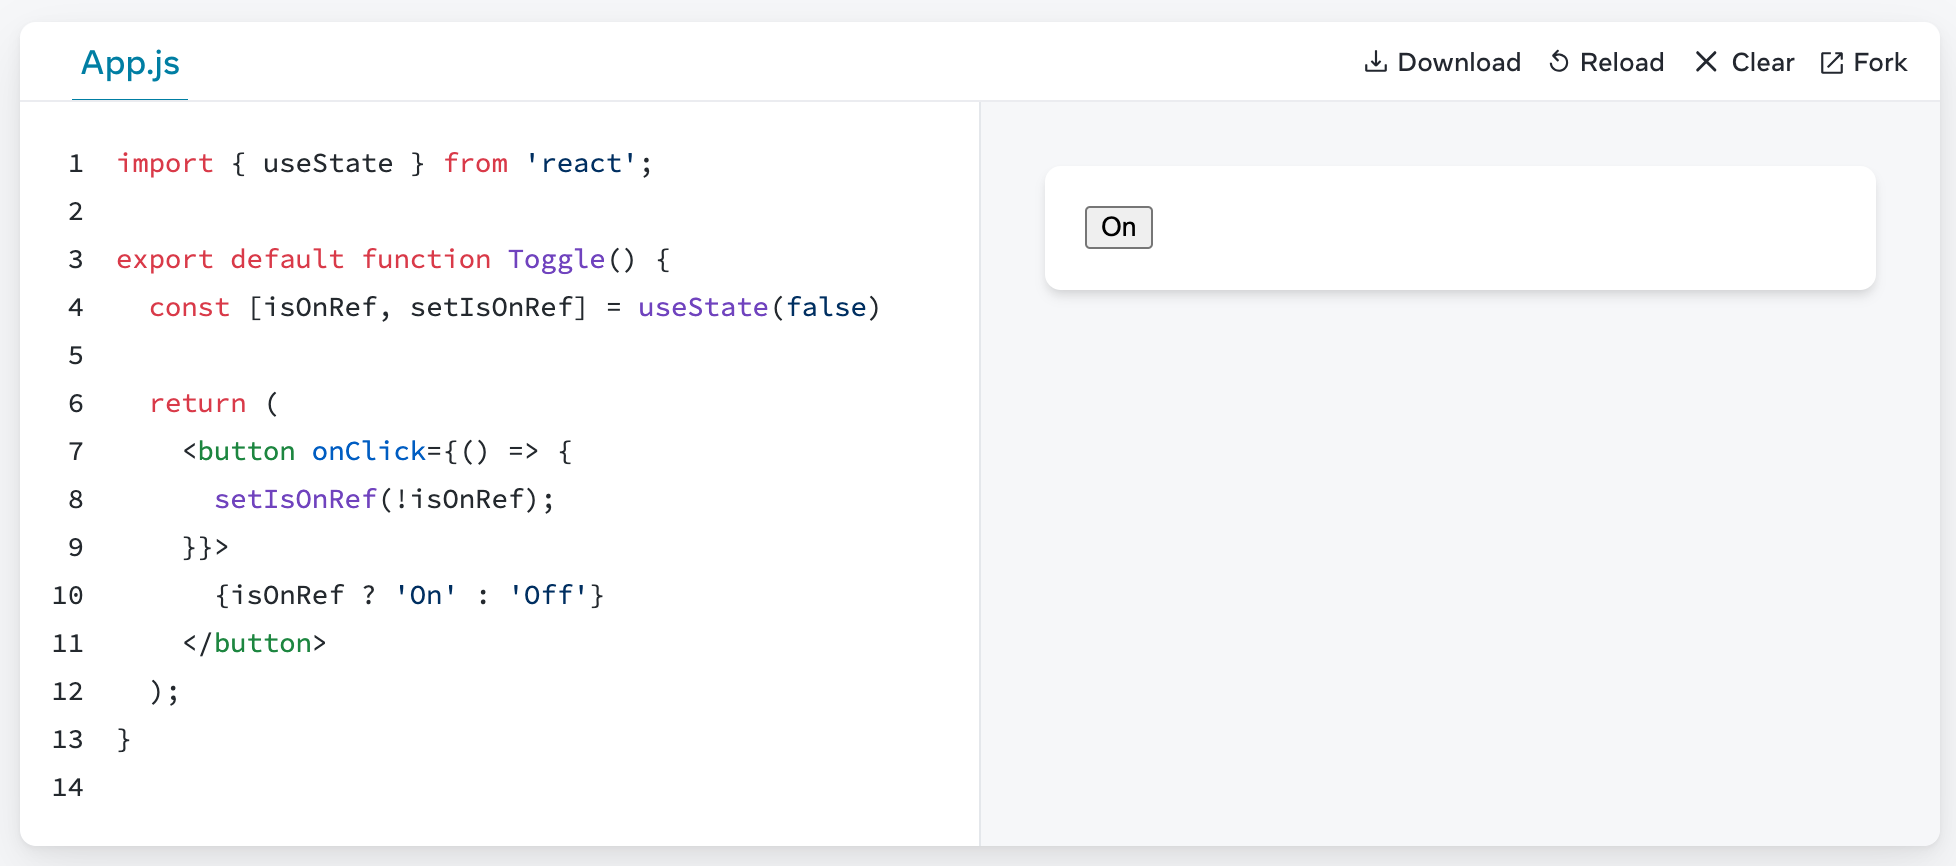 App.js
Download Reload Clear Fork
1 import { useState } from 'react';
2
3 export default function Toggle() {
4   const [isOnRef, setIsOnRef] = useState(false)
5
6   return (
7     <button onClick={() => {
8       setIsOnRef(!isOnRef);
9     }}>
10       {isOnRef ? 'On' : 'Off'}
11     </button>
12   );
13 }
14
On